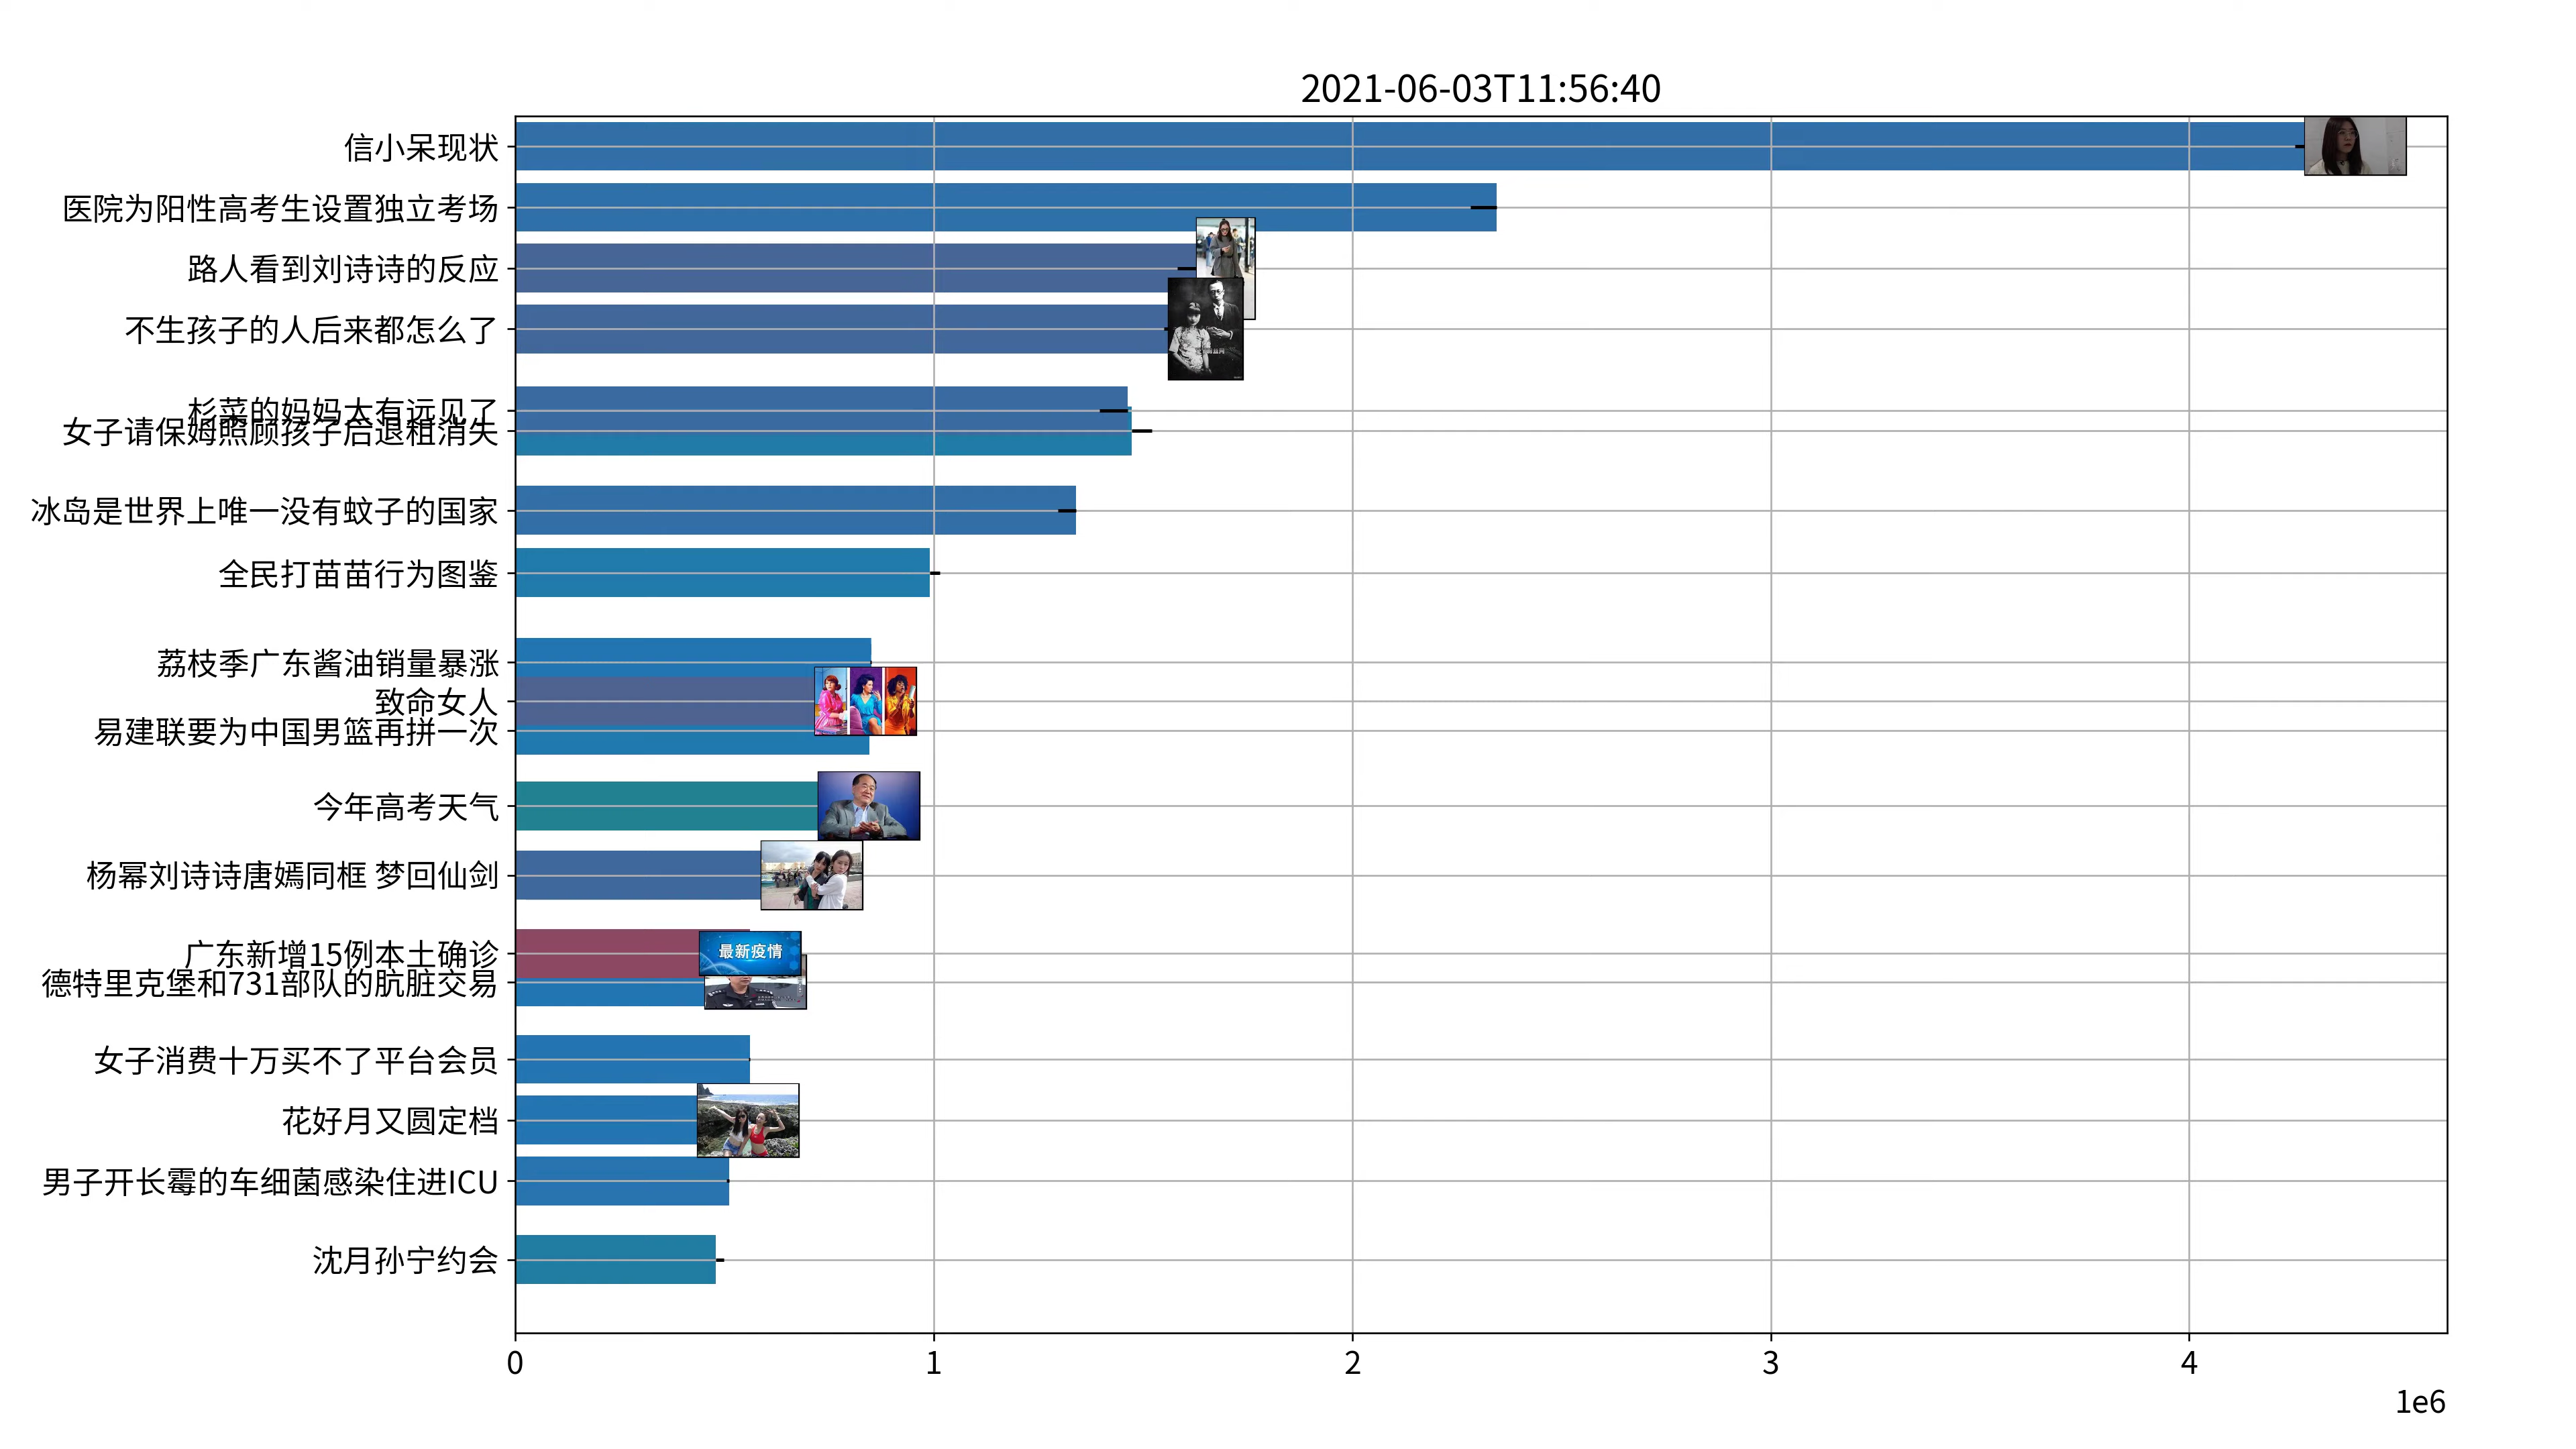 2021-06-03T11:56:40
信小呆现状
医院为阳性高考生设置独立考场
路人看到刘诗诗的反应
不生孩子的人后来都怎么了
杉菜的妈妈太有远见了
女子请保姆照顾孩子后退租消失
冰岛是世界上唯一没有蚊子的国家
全民打苗苗行为图鉴
荔枝季广东酱油销量暴涨
致命女人
易建联要为中国男篮再拼一次
今年高考天气
杨幂刘诗诗唐嫣同框 梦回仙剑
广东新增15例本土确诊
最新疫情
德特里克堡和731部队的肮脏交易
女子消费十万买不了平台会员
花好月又圆定档
男子开长霉的车细菌感染住进ICU
沈月孙宁约会
0 1 2 3 4
1e6